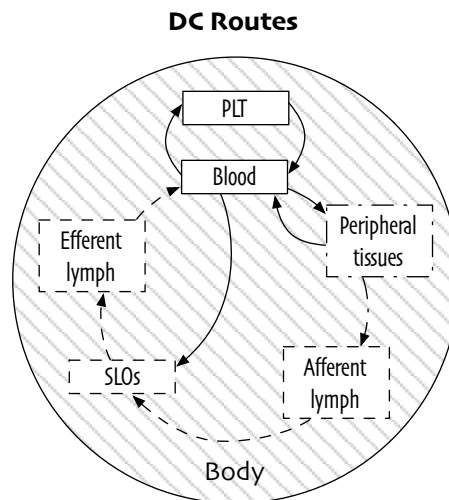 DC Routes
PLT
Blood
Efferent
lymph
Peripheral
tissues
SLOs
Afferent
lymph
Body